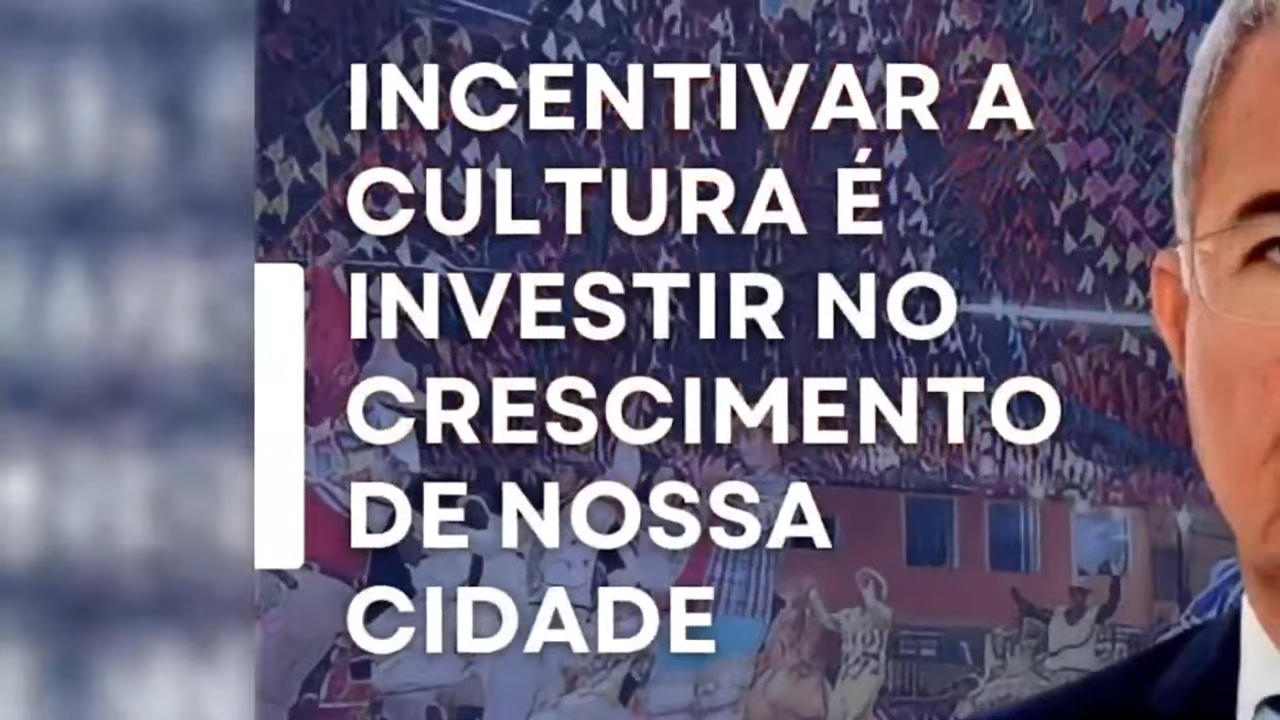 INCENTIVAR A
CULTURA É
INVESTIR NO
CRESCIMENTO
DE NOSSA
CIDADE